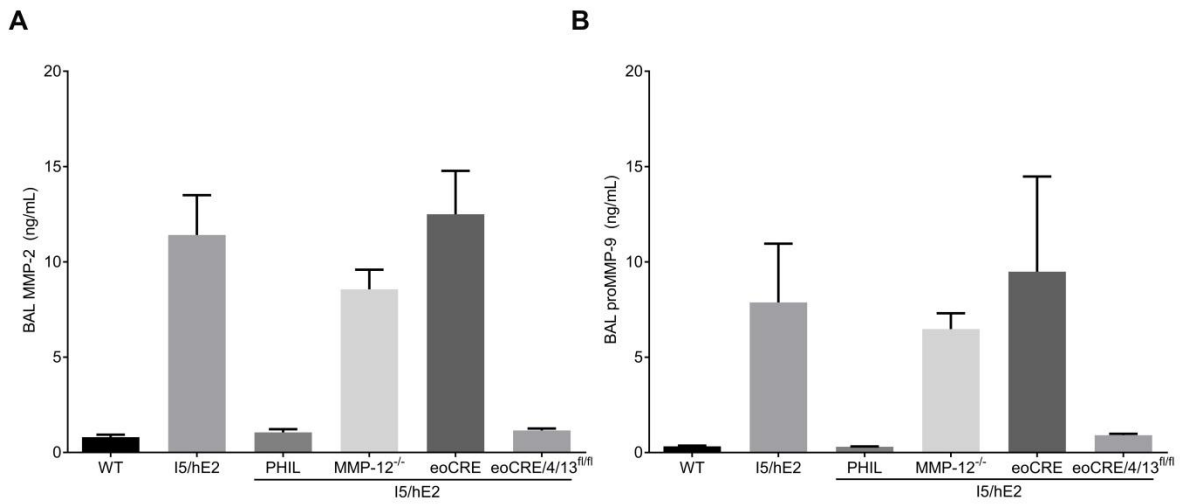 A
BAL MMP-2 (ng/mL)
20
15
10
5
0
WT
I5/hE2
PHIL
MMP-12-/-
eoCRE
eoCRE/4/13fl/fl
I5/hE2
B
BAL proMMP-9 (ng/mL)
20
15
10
5
0
WT
I5/hE2
PHIL
MMP-12-/-
eoCRE
eoCRE/4/13fl/fl
I5/hE2